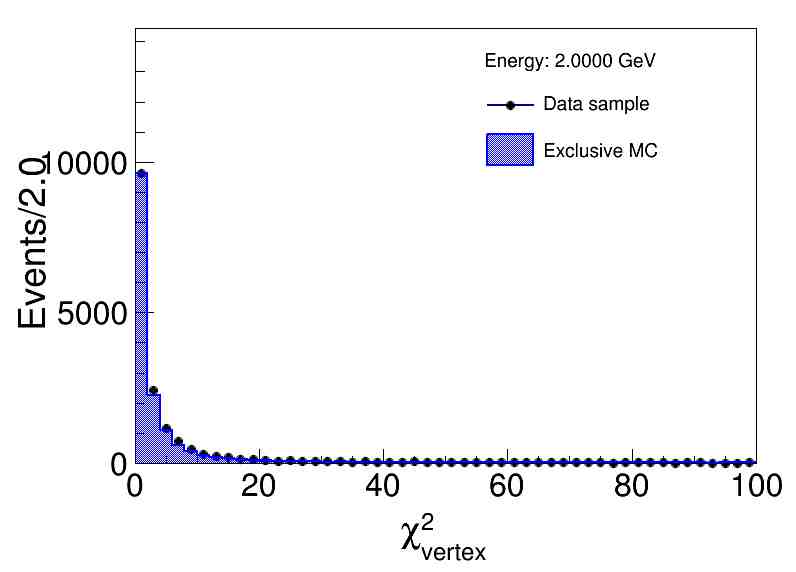 Energy: 2.0000 GeV
Data sample
Exclusive MC
Events/2.0
10000
5000
0
0 20 40 60 80 100
χ²vertex